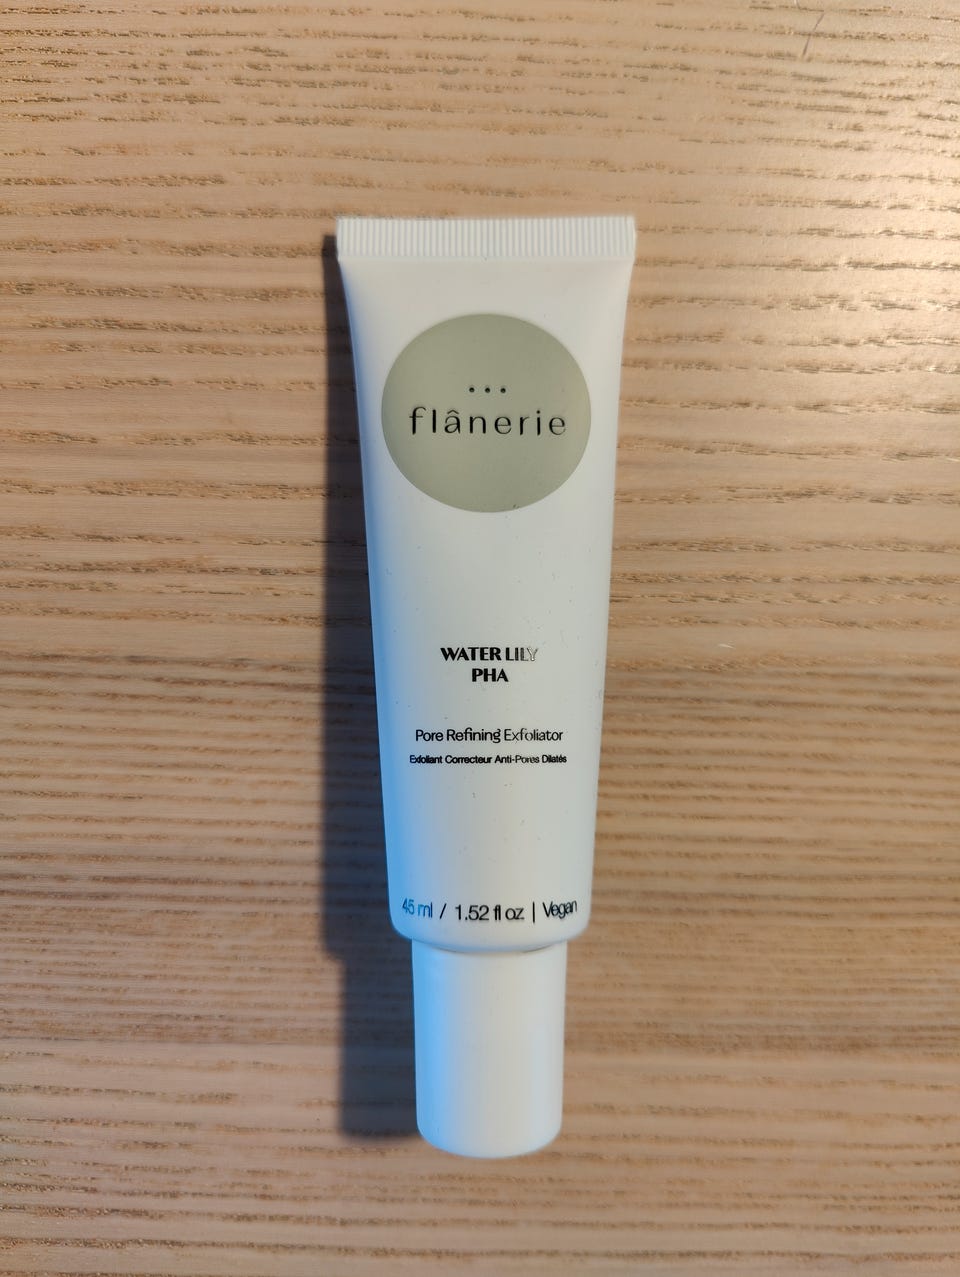 flânerie
WATER LILY
PHA
Pore Refining Exfoliator
Exfoliant Correcteur Anti-Pores Dilatés
45 ml / 1.52 fl oz | Vegan